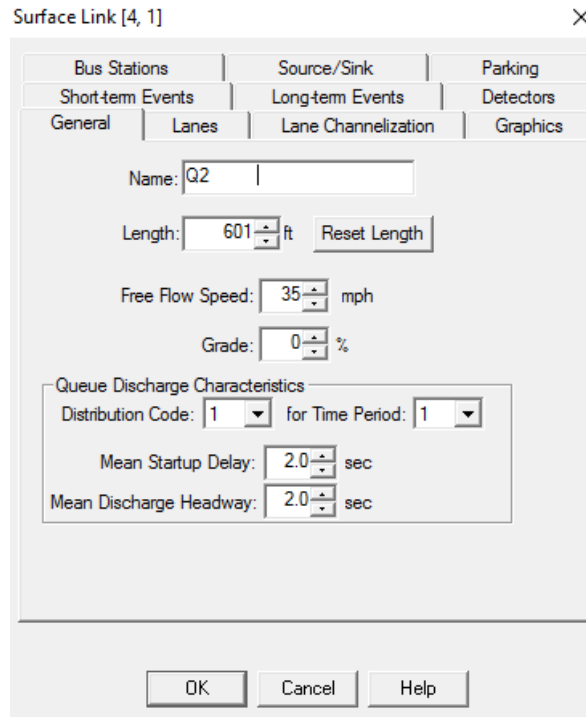 Surface Link [4, 1]
Bus Stations Source/Sink Parking
Short-term Events Long-term Events Detectors
General Lanes Lane Channelization Graphics
Name: Q2
Length: 601 ft Reset Length
Free Flow Speed: 35 mph
Grade: 0 %
Queue Discharge Characteristics
Distribution Code: 1 for Time Period: 1
Mean Startup Delay: 2.0 sec
Mean Discharge Headway: 2.0 sec
OK Cancel Help